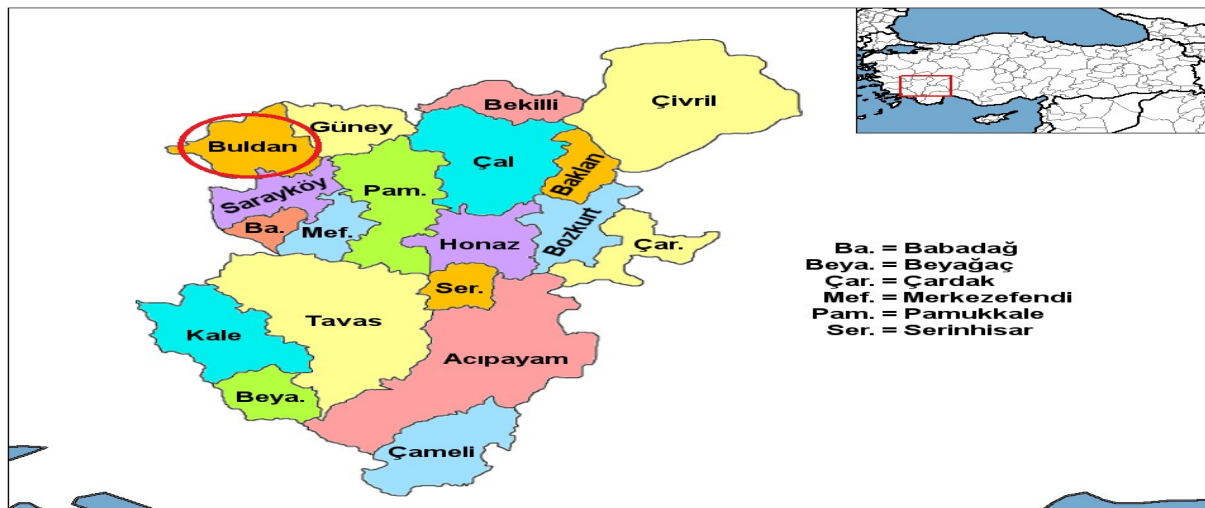 Bekilli
Çivril
Güney
Buldan
Çal
Baklan
Pam.
Sarayköy
Ba.
Mef.
Honaz
Bozkurt
Çar.
Ser.
Tavas
Kale
Acıpayam
Beya.
Çameli
Ba. = Babadağ
Beya. = Beyağaç
Çar. = Çardak
Mef. = Merkezefendi
Pam. = Pamukkale
Ser. = Serinhisar